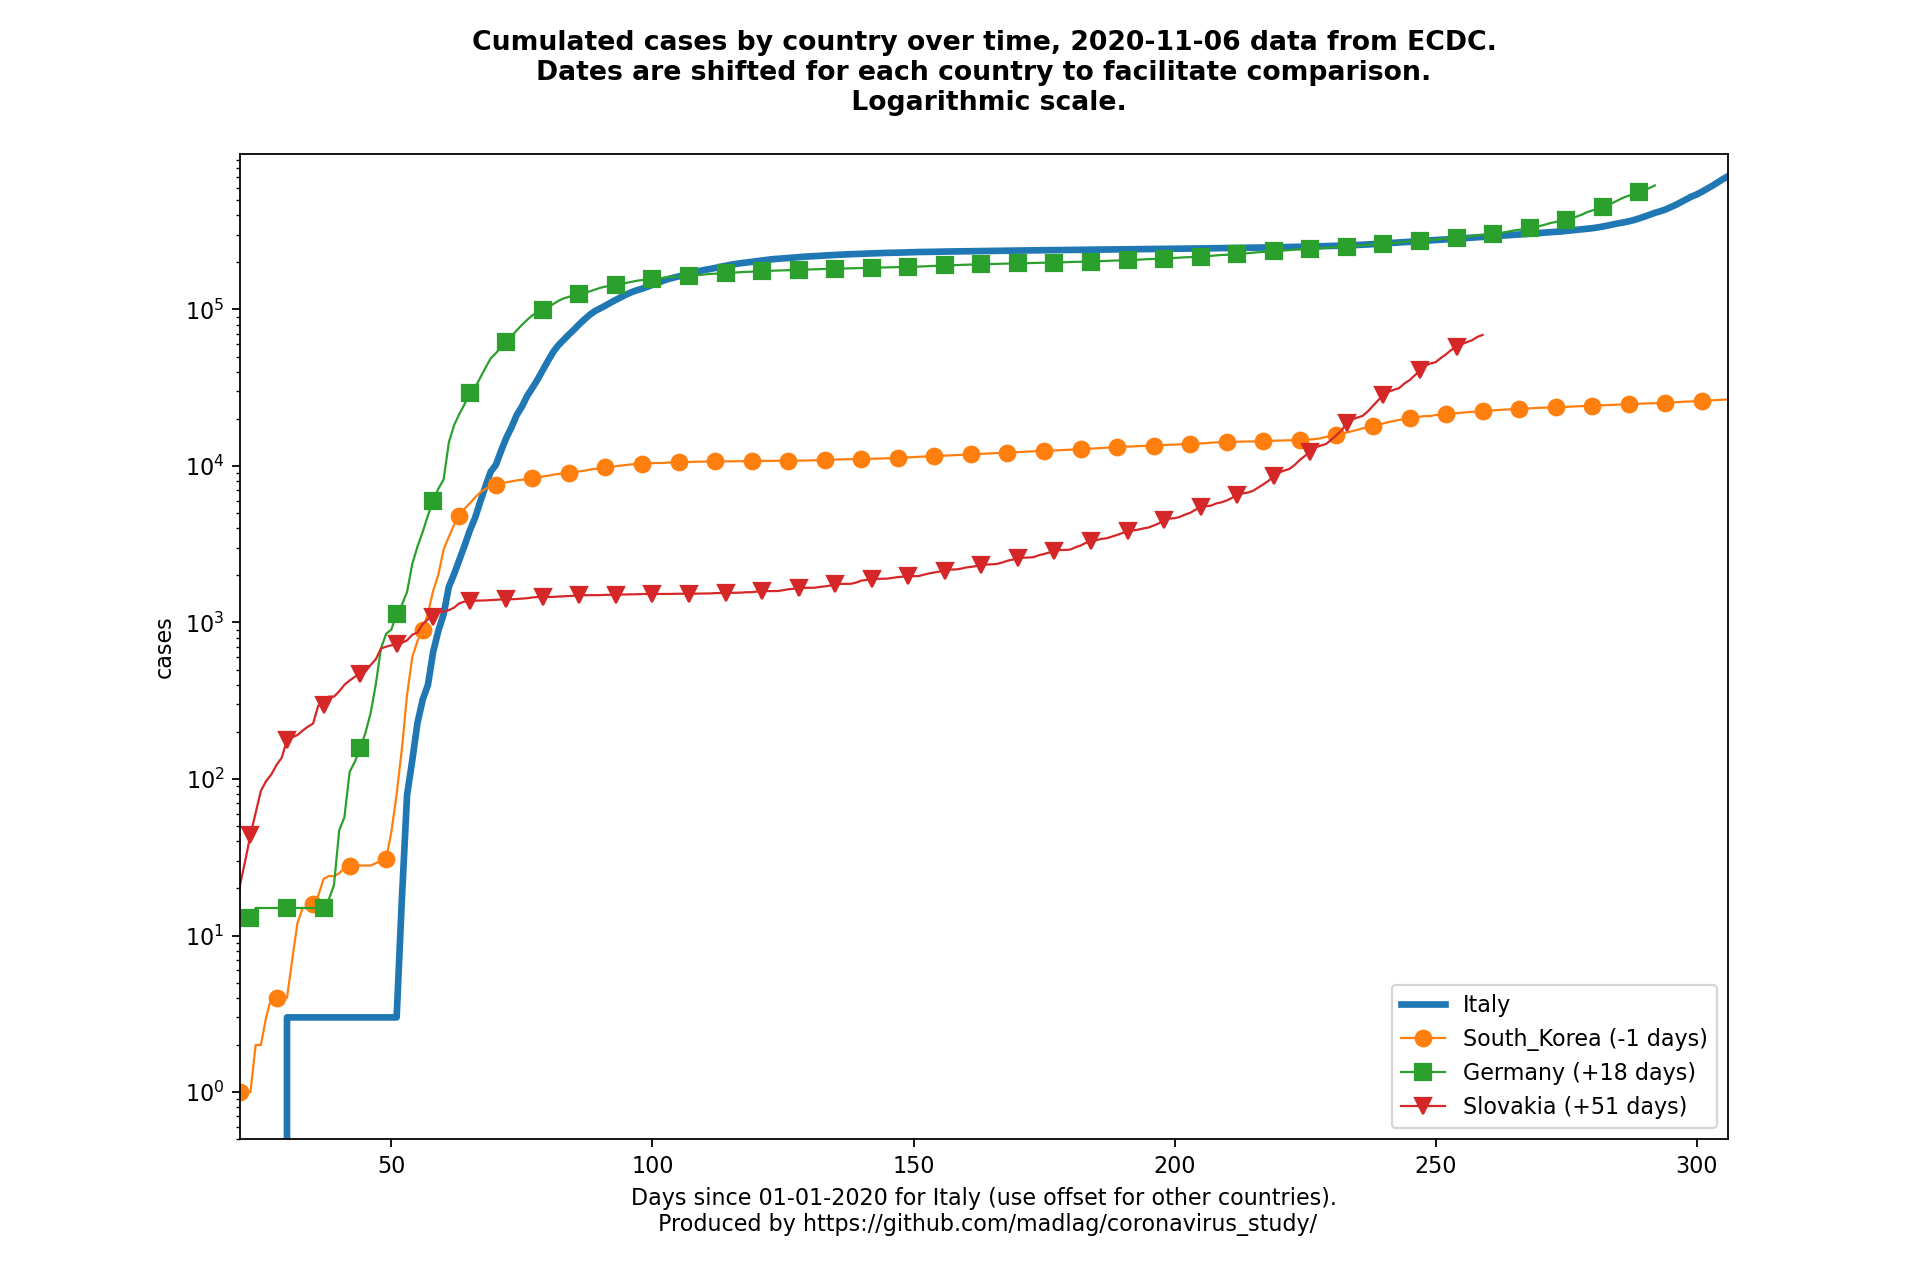 Cumulated cases by country over time, 2020-11-06 data from ECDC.
Dates are shifted for each country to facilitate comparison.
Logarithmic scale.
10^5
10^4
10^3
10^2
10^1
10^0
cases
Italy
South_Korea (-1 days)
Germany (+18 days)
Slovakia (+51 days)
50 100 150 200 250 300
Days since 01-01-2020 for Italy (use offset for other countries).
Produced by https://github.com/madlag/coronavirus_study/